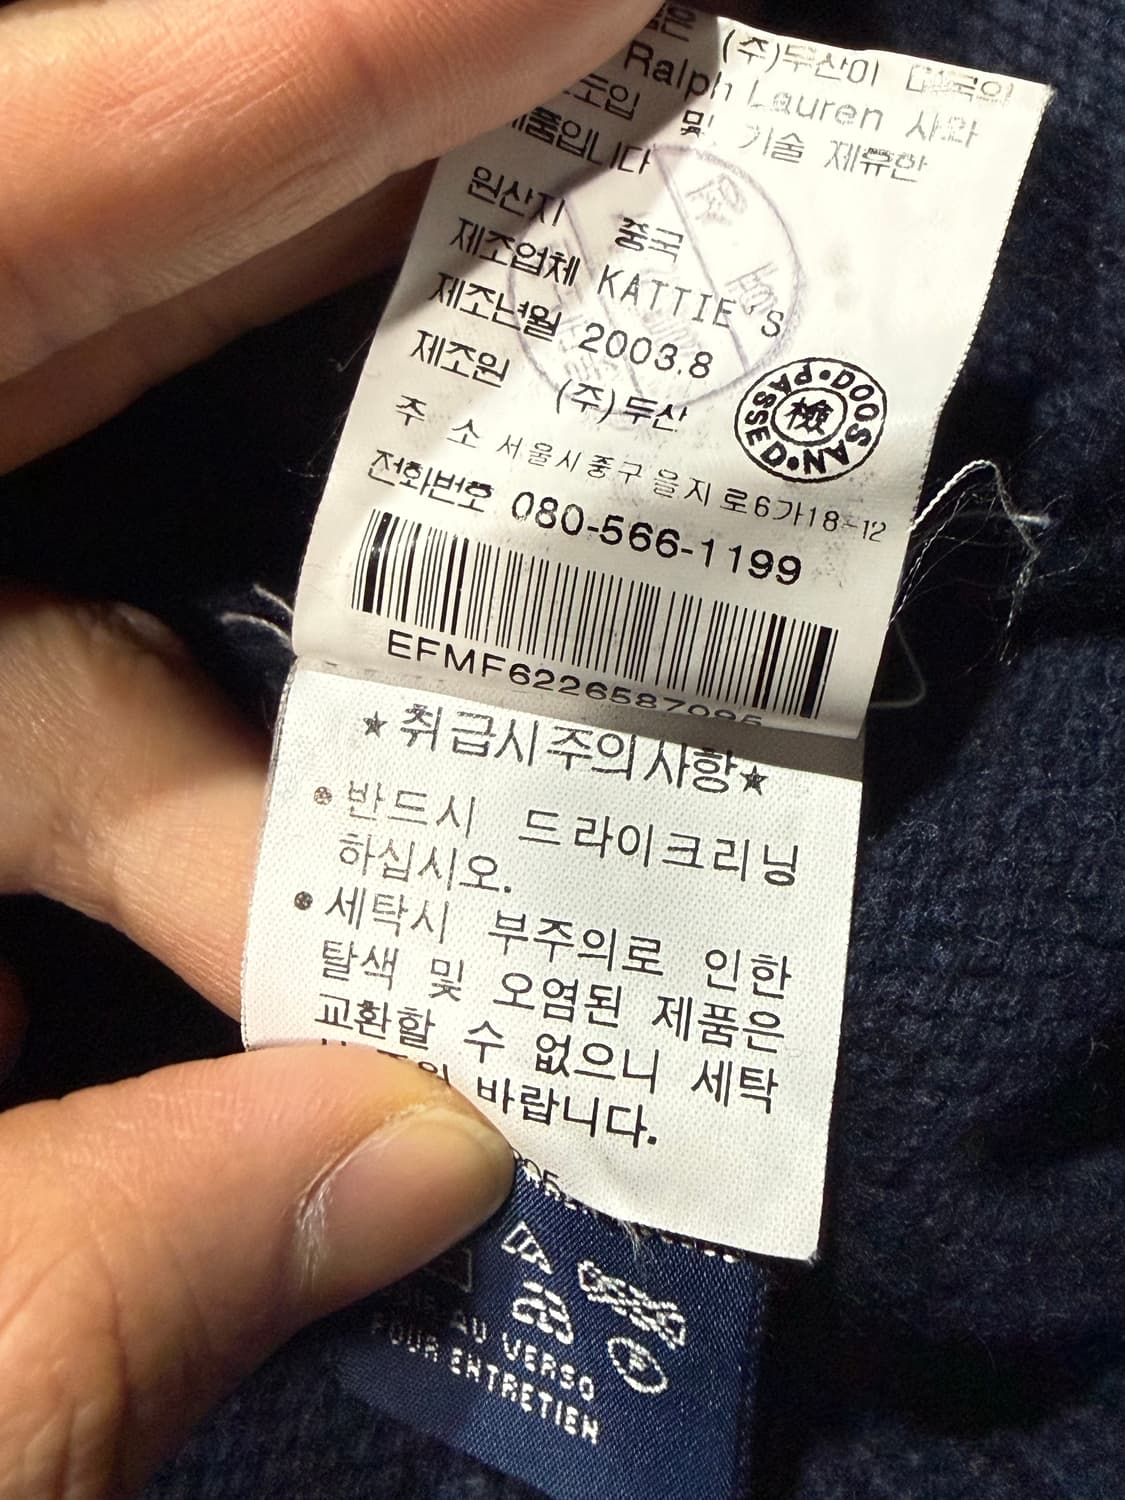 (주)두산이 미국의
Ralph Lauren 사와
도입 및 기술 제휴한
제품입니다
원산지 중국
제조업체 KATTIE'S
제조년월 2003.8
제조원 (주)두산
DOOSAN PASSED
檢
주 소 서울시중구 을지로6가18-12
전화번호 080-566-1199
EFMF6226587095
★취급시주의사항★
반드시 드라이크리닝
하십시오.
세탁시 부주의로 인한
탈색 및 오염된 제품은
교환할 수 없으니 세탁
바랍니다.
AU VERSO
POUR ENTRETIEN
P